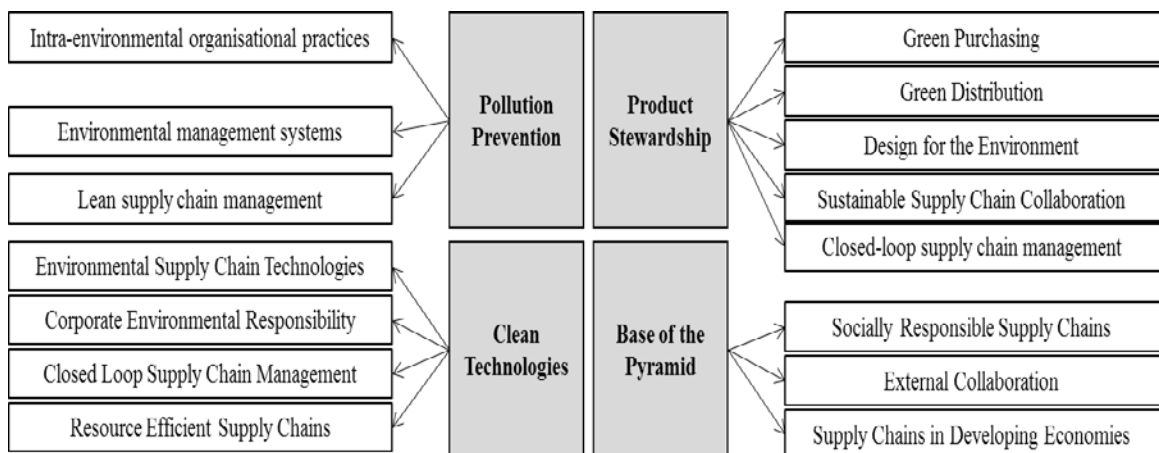 Intra-environmental organisational practices
Environmental management systems
Lean supply chain management
Pollution
Prevention
Product
Stewardship
Green Purchasing
Green Distribution
Design for the Environment
Sustainable Supply Chain Collaboration
Closed-loop supply chain management
Environmental Supply Chain Technologies
Corporate Environmental Responsibility
Closed Loop Supply Chain Management
Resource Efficient Supply Chains
Clean
Technologies
Base of the
Pyramid
Socially Responsible Supply Chains
External Collaboration
Supply Chains in Developing Economies